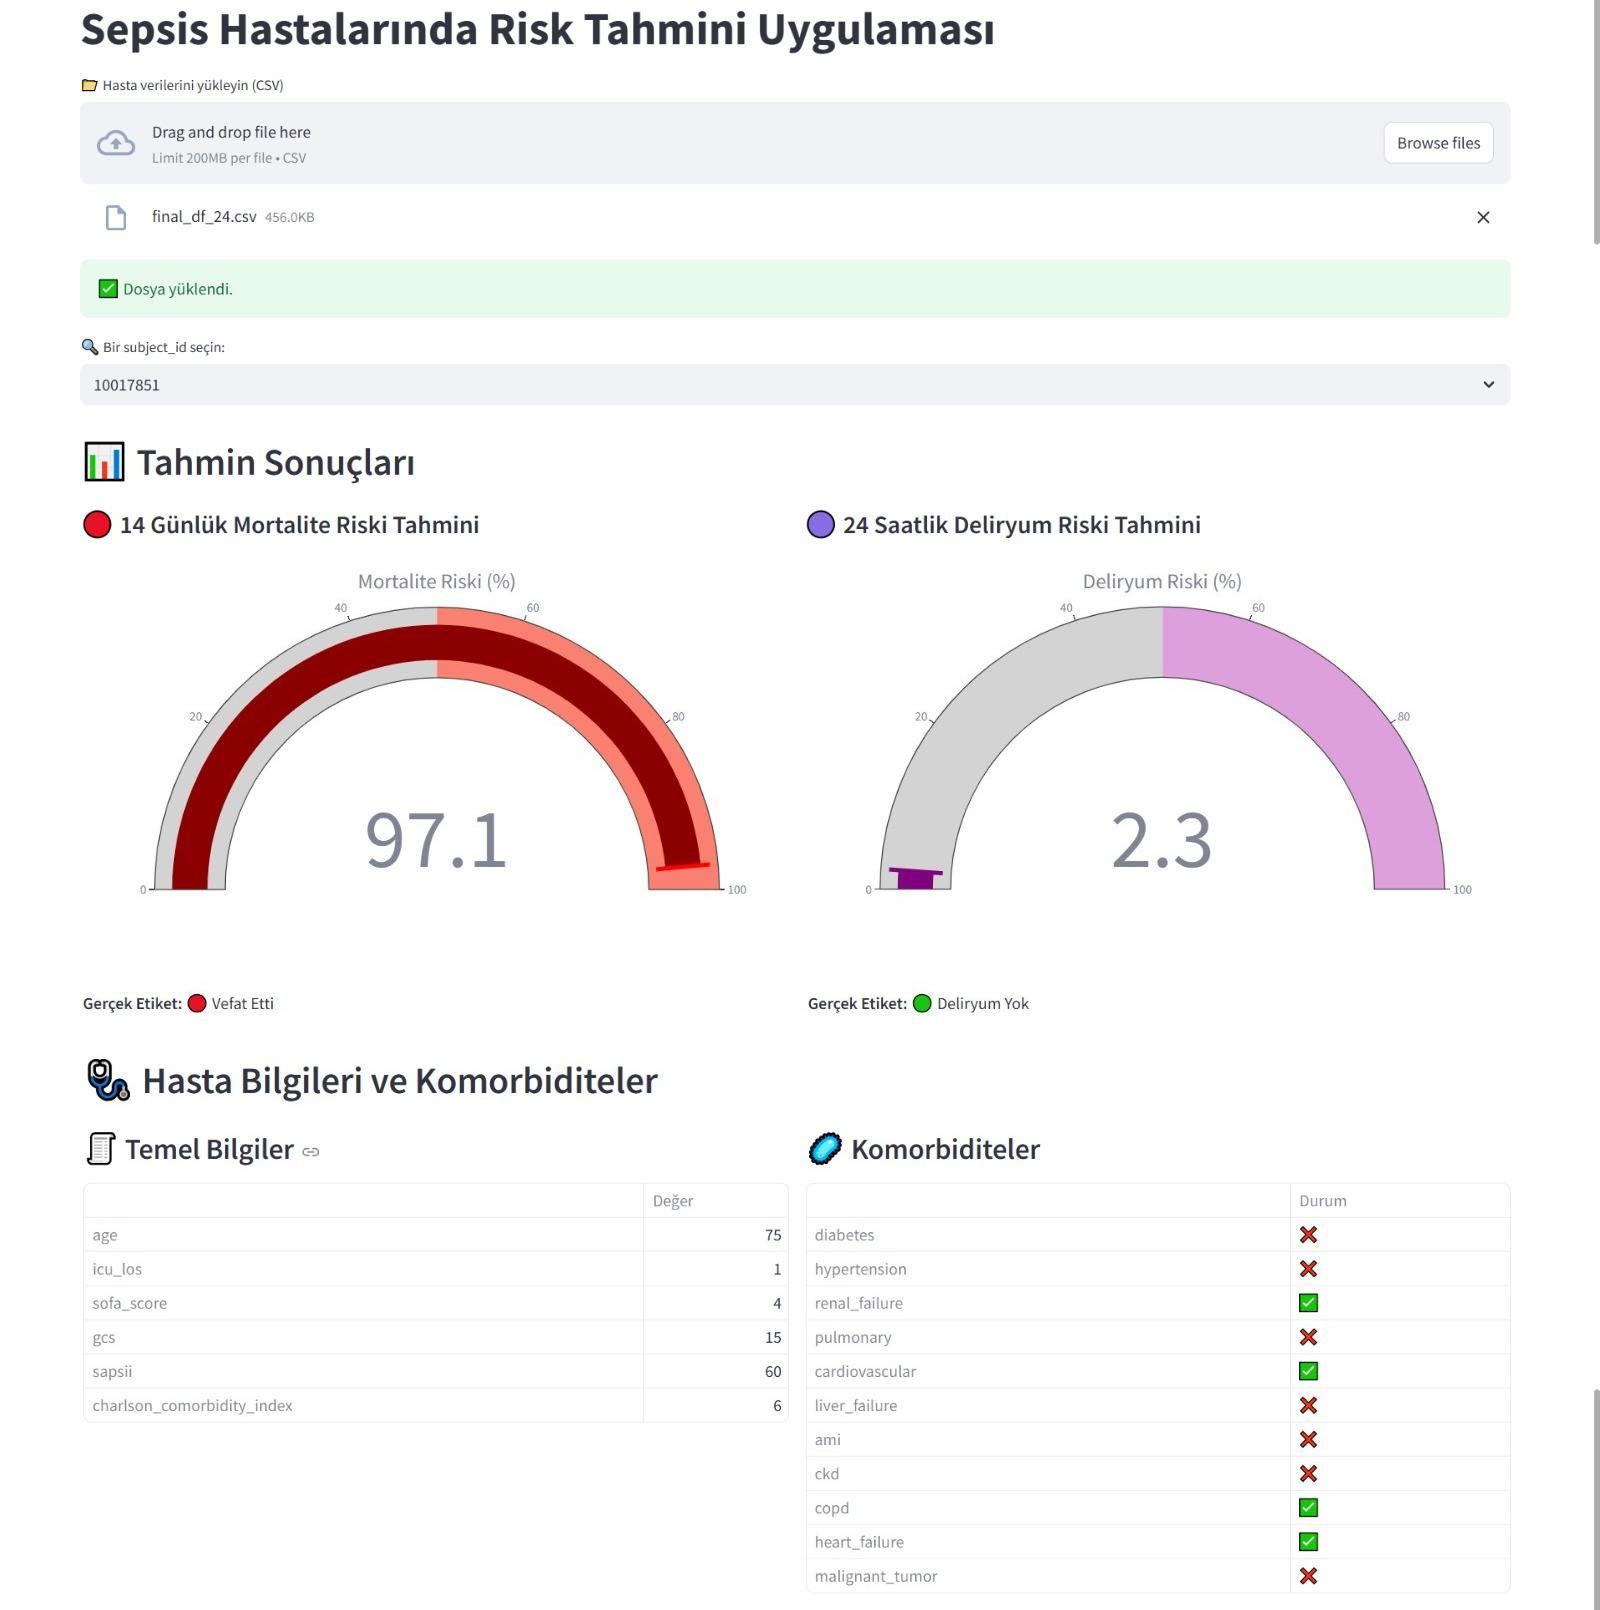 Sepsis Hastalarında Risk Tahmini Uygulaması
Hasta verilerini yükleyin (CSV)
Drag and drop file here
Limit 200MB per file • CSV
Browse files
final_df_24.csv 456.0KB
Dosya yüklendi.
Bir subject_id seçin:
10017851
Tahmin Sonuçları
14 Günlük Mortalite Riski Tahmini
Mortalite Riski (%)
0
20
40
60
80
100
97.1
Gerçek Etiket: Vefat Etti
24 Saatlik Deliryum Riski Tahmini
Deliryum Riski (%)
0
20
40
60
80
100
2.3
Gerçek Etiket: Deliryum Yok
Hasta Bilgileri ve Komorbiditeler
Temel Bilgiler
Değer
age 75
icu_los 1
sofa_score 4
gcs 15
sapsii 60
charlson_comorbidity_index 6
Komorbiditeler
Durum
diabetes
hypertension
renal_failure
pulmonary
cardiovascular
liver_failure
ami
ckd
copd
heart_failure
malignant_tumor